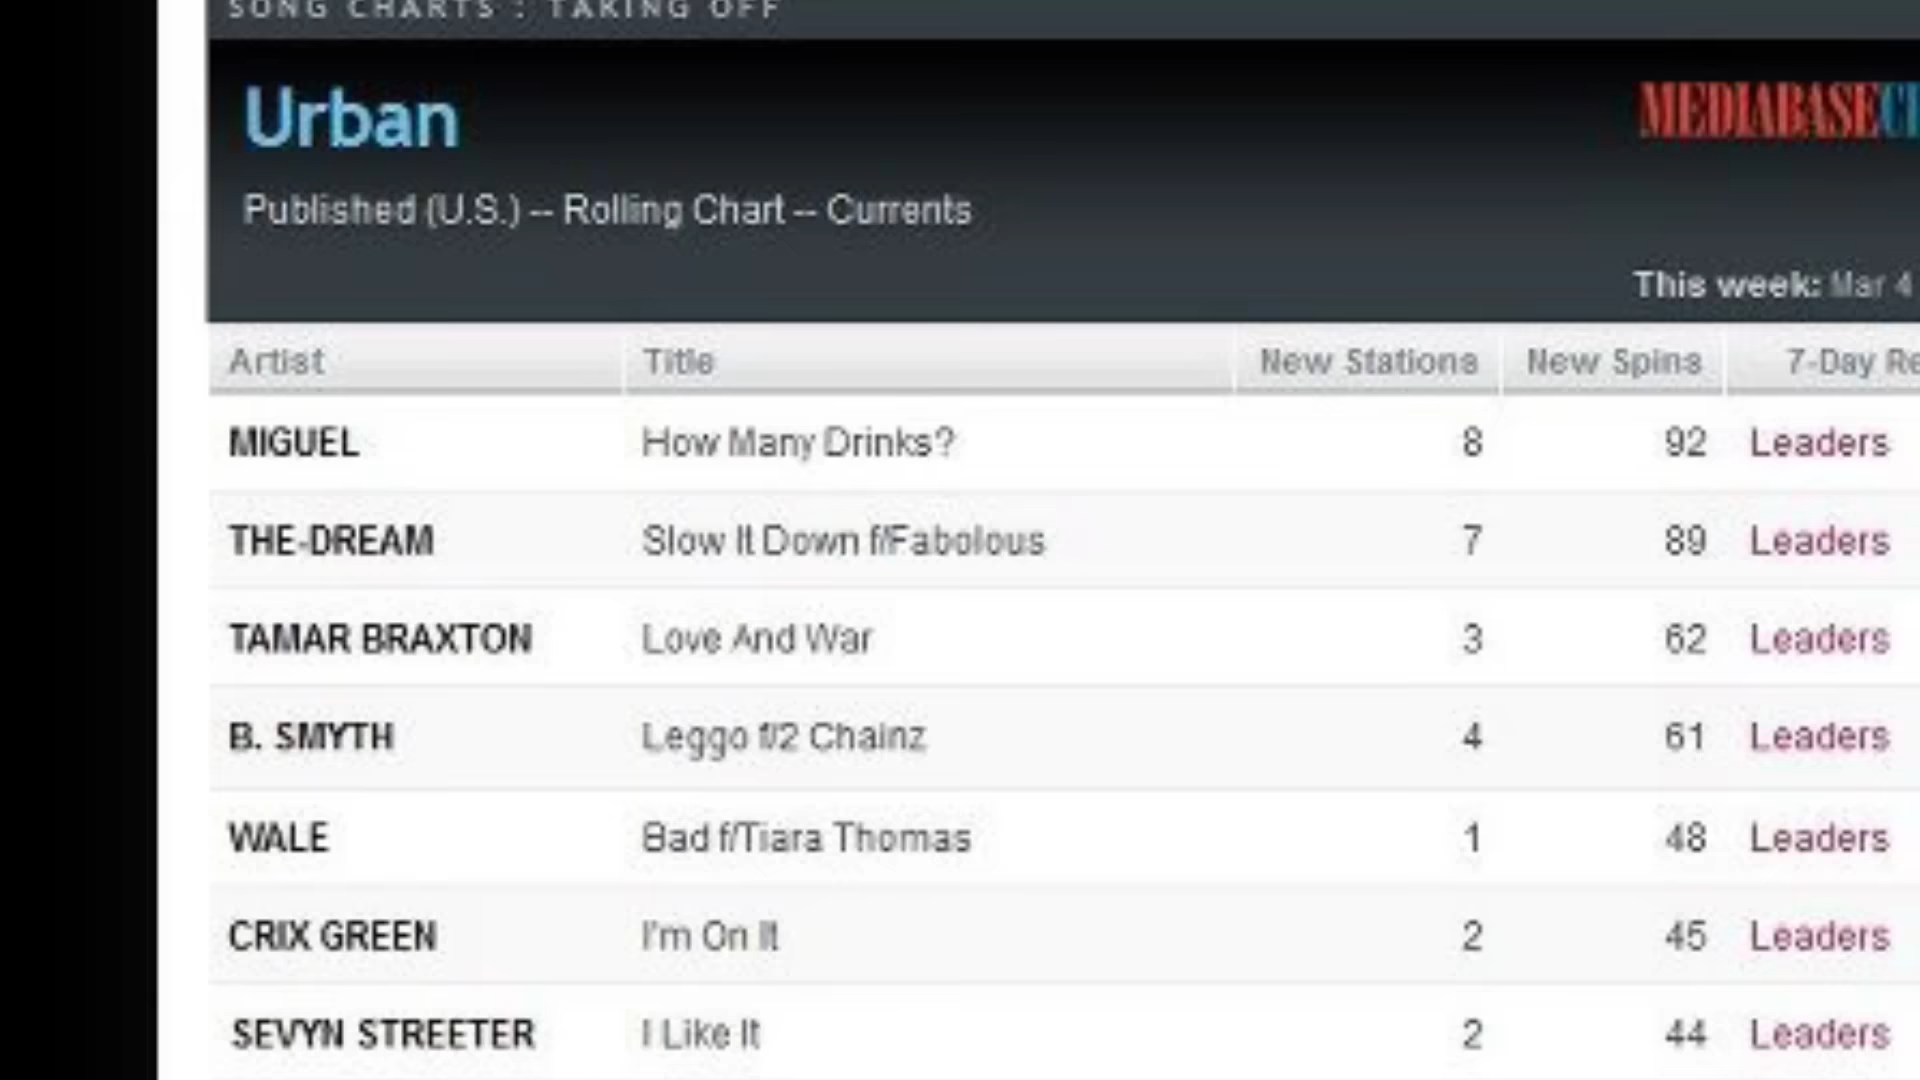 SONG CHARTS : TAKING OFF
Urban
MEDIABASE
Published (U.S.) -- Rolling Chart -- Currents
This week: Mar 4
Artist Title New Stations New Spins 7-Day
MIGUEL How Many Drinks? 8 92 Leaders
THE-DREAM Slow It Down f/Fabolous 7 89 Leaders
TAMAR BRAXTON Love And War 3 62 Leaders
B. SMYTH Leggo f/2 Chainz 4 61 Leaders
WALE Bad f/Tiara Thomas 1 48 Leaders
CRIX GREEN I'm On It 2 45 Leaders
SEVYN STREETER I Like It 2 44 Leaders